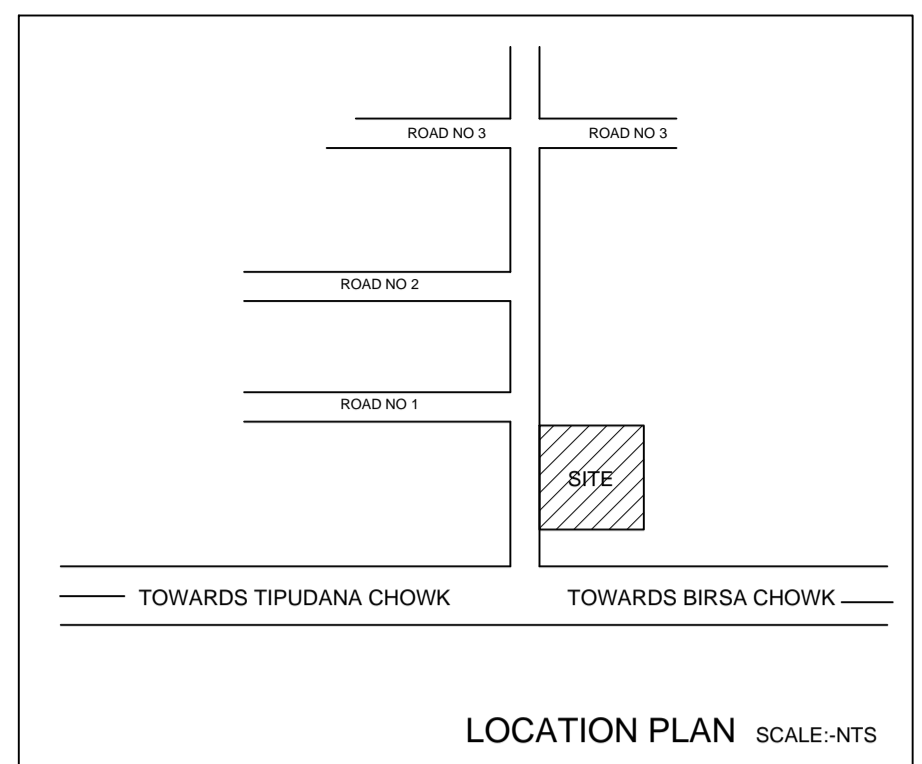 ROAD NO 3 ROAD NO 3
ROAD NO 2
ROAD NO 1
SITE
TOWARDS TIPUDANA CHOWK TOWARDS BIRSA CHOWK
LOCATION PLAN SCALE:-NTS